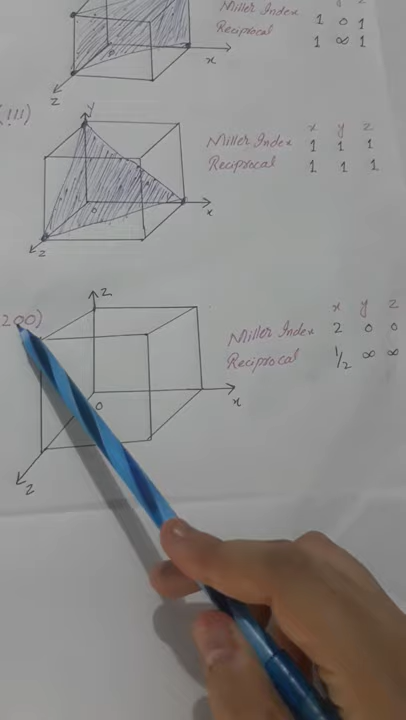 Miller Index 1 0 1
Reciprocal 1 ∞ 1
x
z
(111)
y
x y z
Miller Index 1 1 1
Reciprocal 1 1 1
o
x
z
z
200)
x y z
Miller Index 2 0 0
Reciprocal 1/2 ∞ ∞
o
x
z